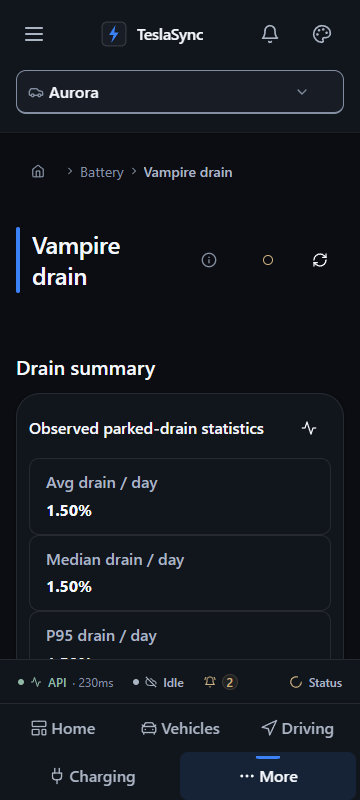 TeslaSync
Aurora
Battery
Vampire drain
Vampire
drain
Drain summary
Observed parked-drain statistics
Avg drain / day
1.50%
Median drain / day
1.50%
P95 drain / day
API · 230ms
Idle
2
Status
Home
Vehicles
Driving
Charging
More